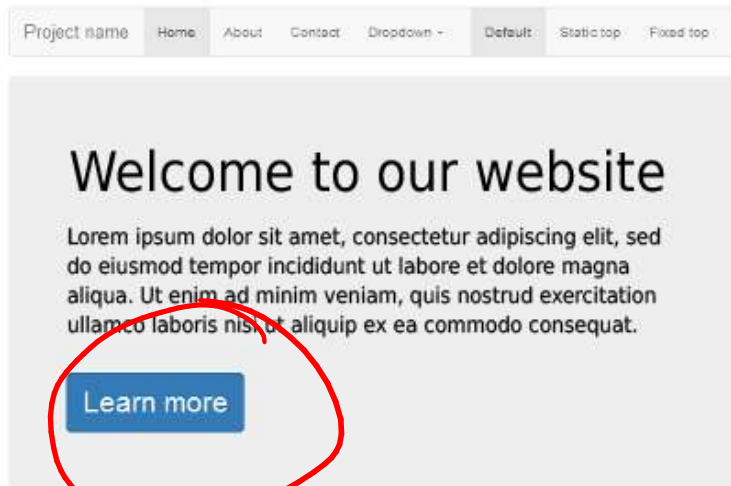 Project name Home About Contact Dropdown Default Static top Fixed top
Welcome to our website
Lorem ipsum dolor sit amet, consectetur adipiscing elit, sed
do eiusmod tempor incididunt ut labore et dolore magna
aliqua. Ut enim ad minim veniam, quis nostrud exercitation
ullamco laboris nisi ut aliquip ex ea commodo consequat.
Learn more